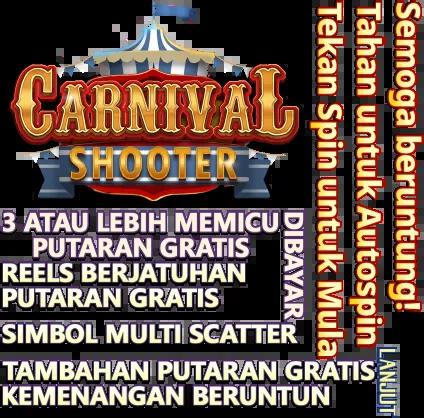 CARNIVAL
SHOOTER
3 ATAU LEBIH MEMICU
PUTARAN GRATIS
REELS BERJATUHAN
PUTARAN GRATIS
SIMBOL MULTI SCATTER
TAMBAHAN PUTARAN GRATIS
KEMENANGAN BERUNTUN
DIBAYAR
Semoga beruntung!
Tahan untuk Autospin
Tekan Spin untuk Mula
LANJUT